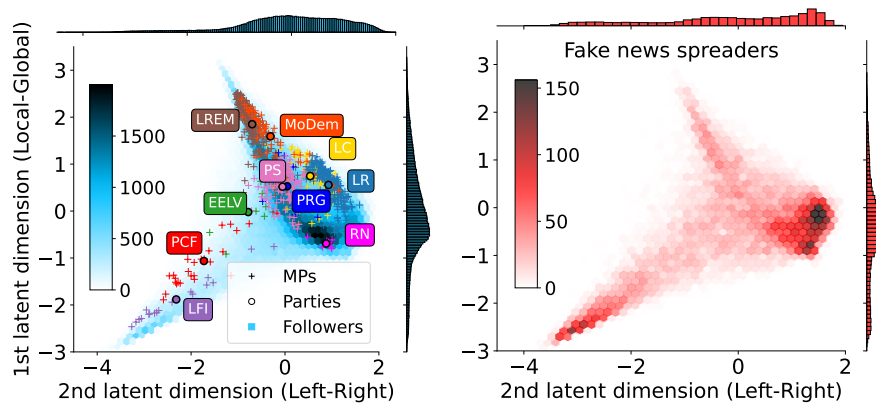 1st latent dimension (Local-Global)
3
2
1
0
−1
−2
−3
1500
1000
500
0
LREM
MoDem
LC
PS
LR
EELV
PRG
RN
PCF
LFI
MPs
Parties
Followers
−4
−2
0
2
2nd latent dimension (Left-Right)
Fake news spreaders
3
2
1
0
−1
−2
−3
150
100
50
0
−4
−2
0
2
2nd latent dimension (Left-Right)